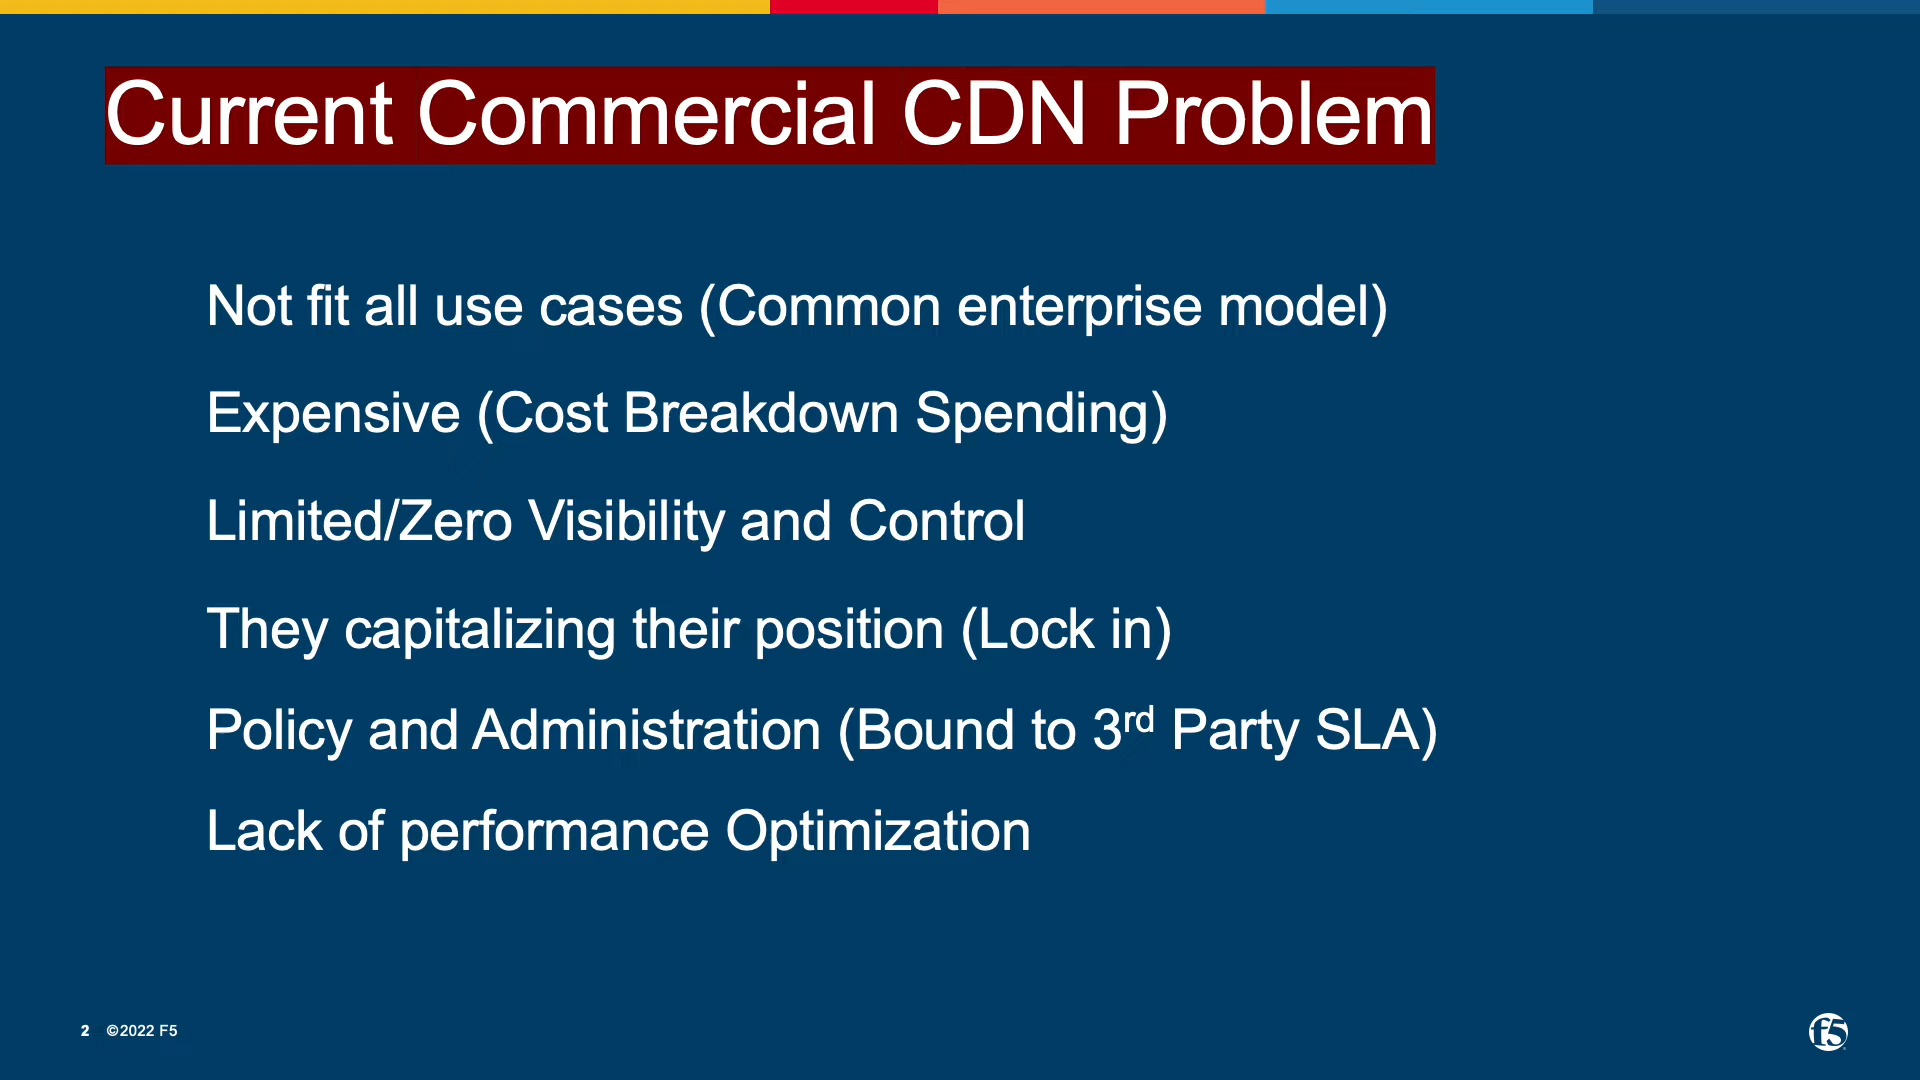 Current Commercial CDN Problem
Not fit all use cases (Common enterprise model)
Expensive (Cost Breakdown Spending)
Limited/Zero Visibility and Control
They capitalizing their position (Lock in)
Policy and Administration (Bound to 3rd Party SLA)
Lack of performance Optimization
2 ©2022 F5
f5